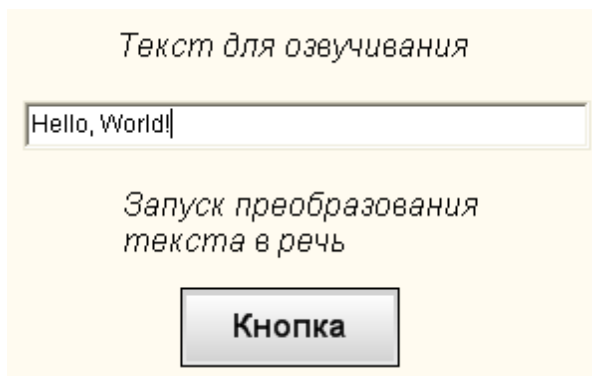 Текст для озвучивания
Hello, World!
Запуск преобразования
текста в речь
Кнопка